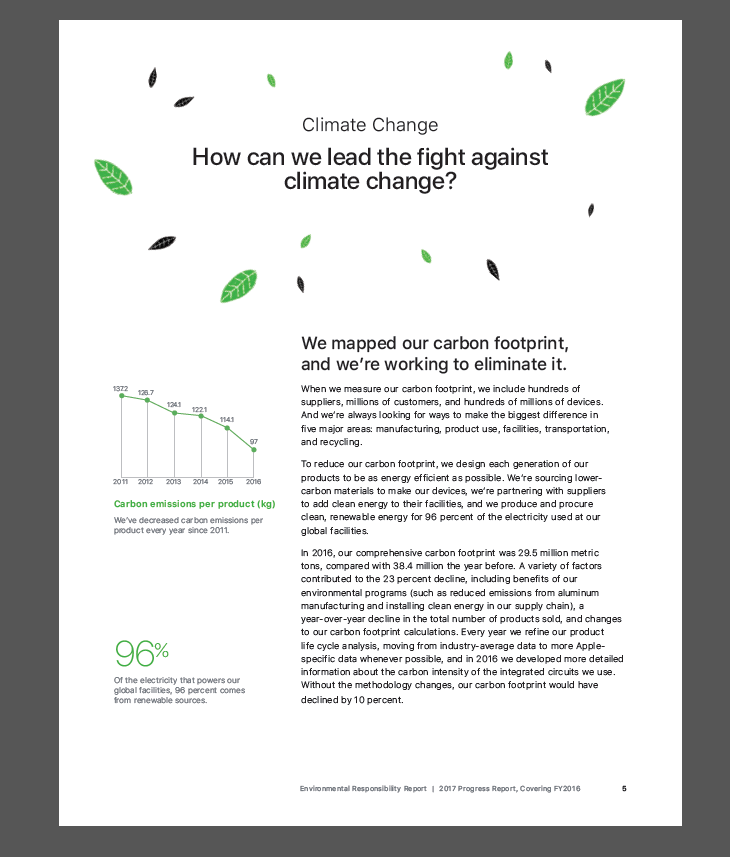 Climate Change
How can we lead the fight against
climate change?
We mapped our carbon footprint,
and we're working to eliminate it.
When we measure our carbon footprint, we include hundreds of
suppliers, millions of customers, and hundreds of millions of devices.
And we're always looking for ways to make the biggest difference in
five major areas: manufacturing, product use, facilities, transportation,
and recycling.
To reduce our carbon footprint, we design each generation of our
products to be as energy efficient as possible. We're sourcing lower-
carbon materials to make our devices, we're partnering with suppliers
to add clean energy to their facilities, and we produce and procure
clean, renewable energy for 96 percent of the electricity used at our
global facilities.
In 2016, our comprehensive carbon footprint was 29.5 million metric
tons, compared with 38.4 million the year before. A variety of factors
contributed to the 23 percent decline, including benefits of our
environmental programs (such as reduced emissions from aluminum
manufacturing and installing clean energy in our supply chain), a
year-over-year decline in the total number of products sold, and changes
to our carbon footprint calculations. Every year we refine our product
life cycle analysis, moving from industry-average data to more Apple-
specific data whenever possible, and in 2016 we developed more detailed
information about the carbon intensity of the integrated circuits we use.
Without the methodology changes, our carbon footprint would have
declined by 10 percent.
137.2 126.7 124.1 122.1 114.1 97
2011 2012 2013 2014 2015 2016
Carbon emissions per product (kg)
We've decreased carbon emissions per
product every year since 2011.
96%
Of the electricity that powers our
global facilities, 96 percent comes
from renewable sources.
Environmental Responsibility Report | 2017 Progress Report, Covering FY2016 5